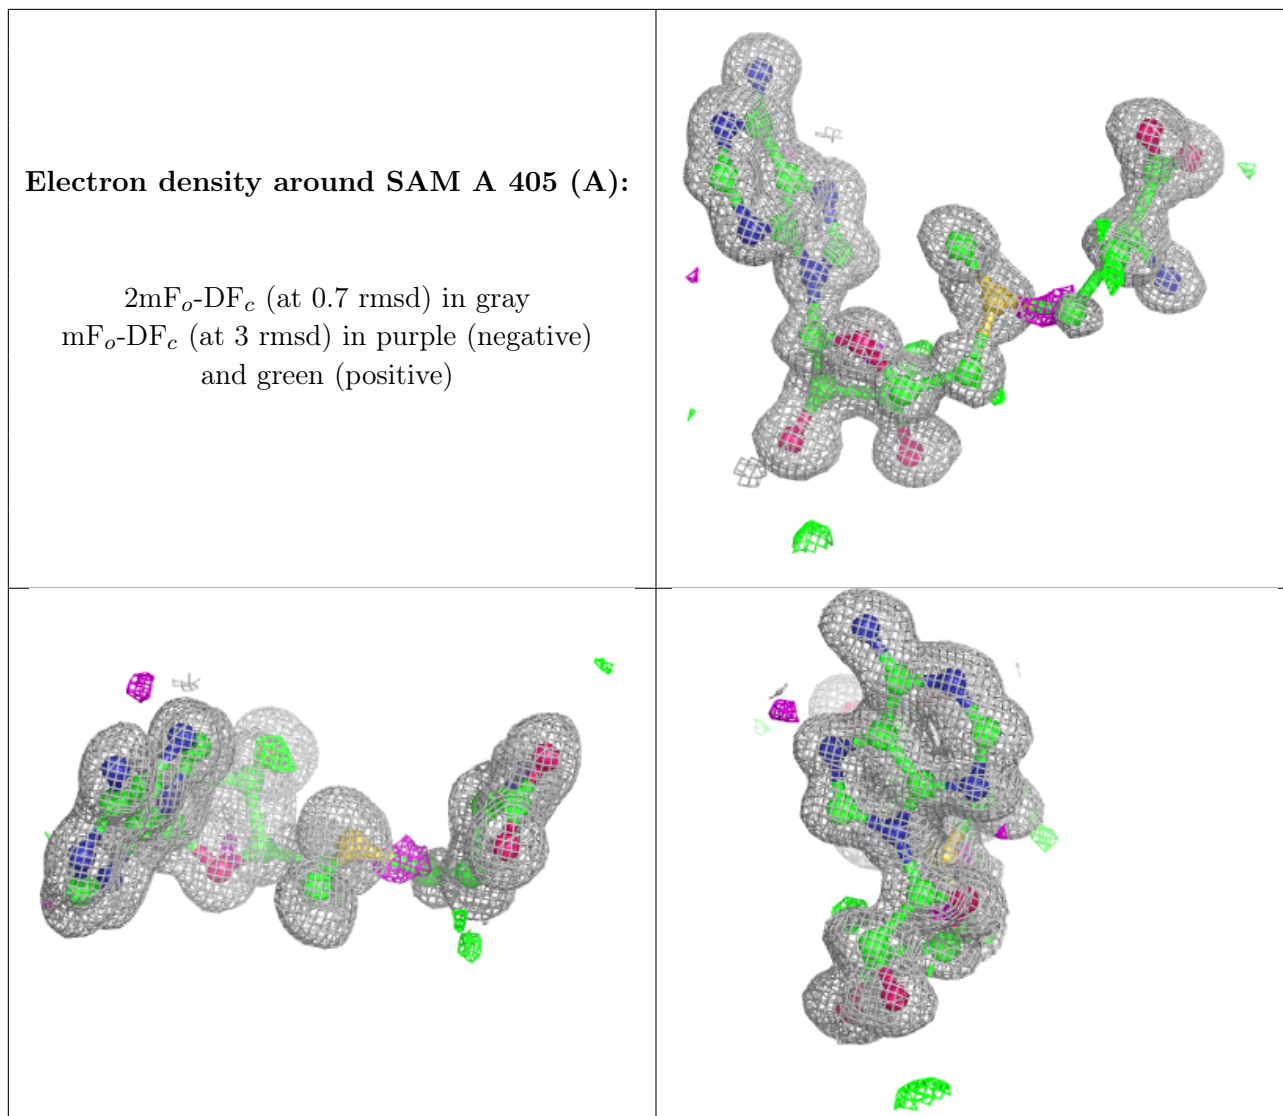 Electron density around SAM A 405 (A):
2mFₒ-DF𝒸 (at 0.7 rmsd) in gray
mFₒ-DF𝒸 (at 3 rmsd) in purple (negative)
and green (positive)